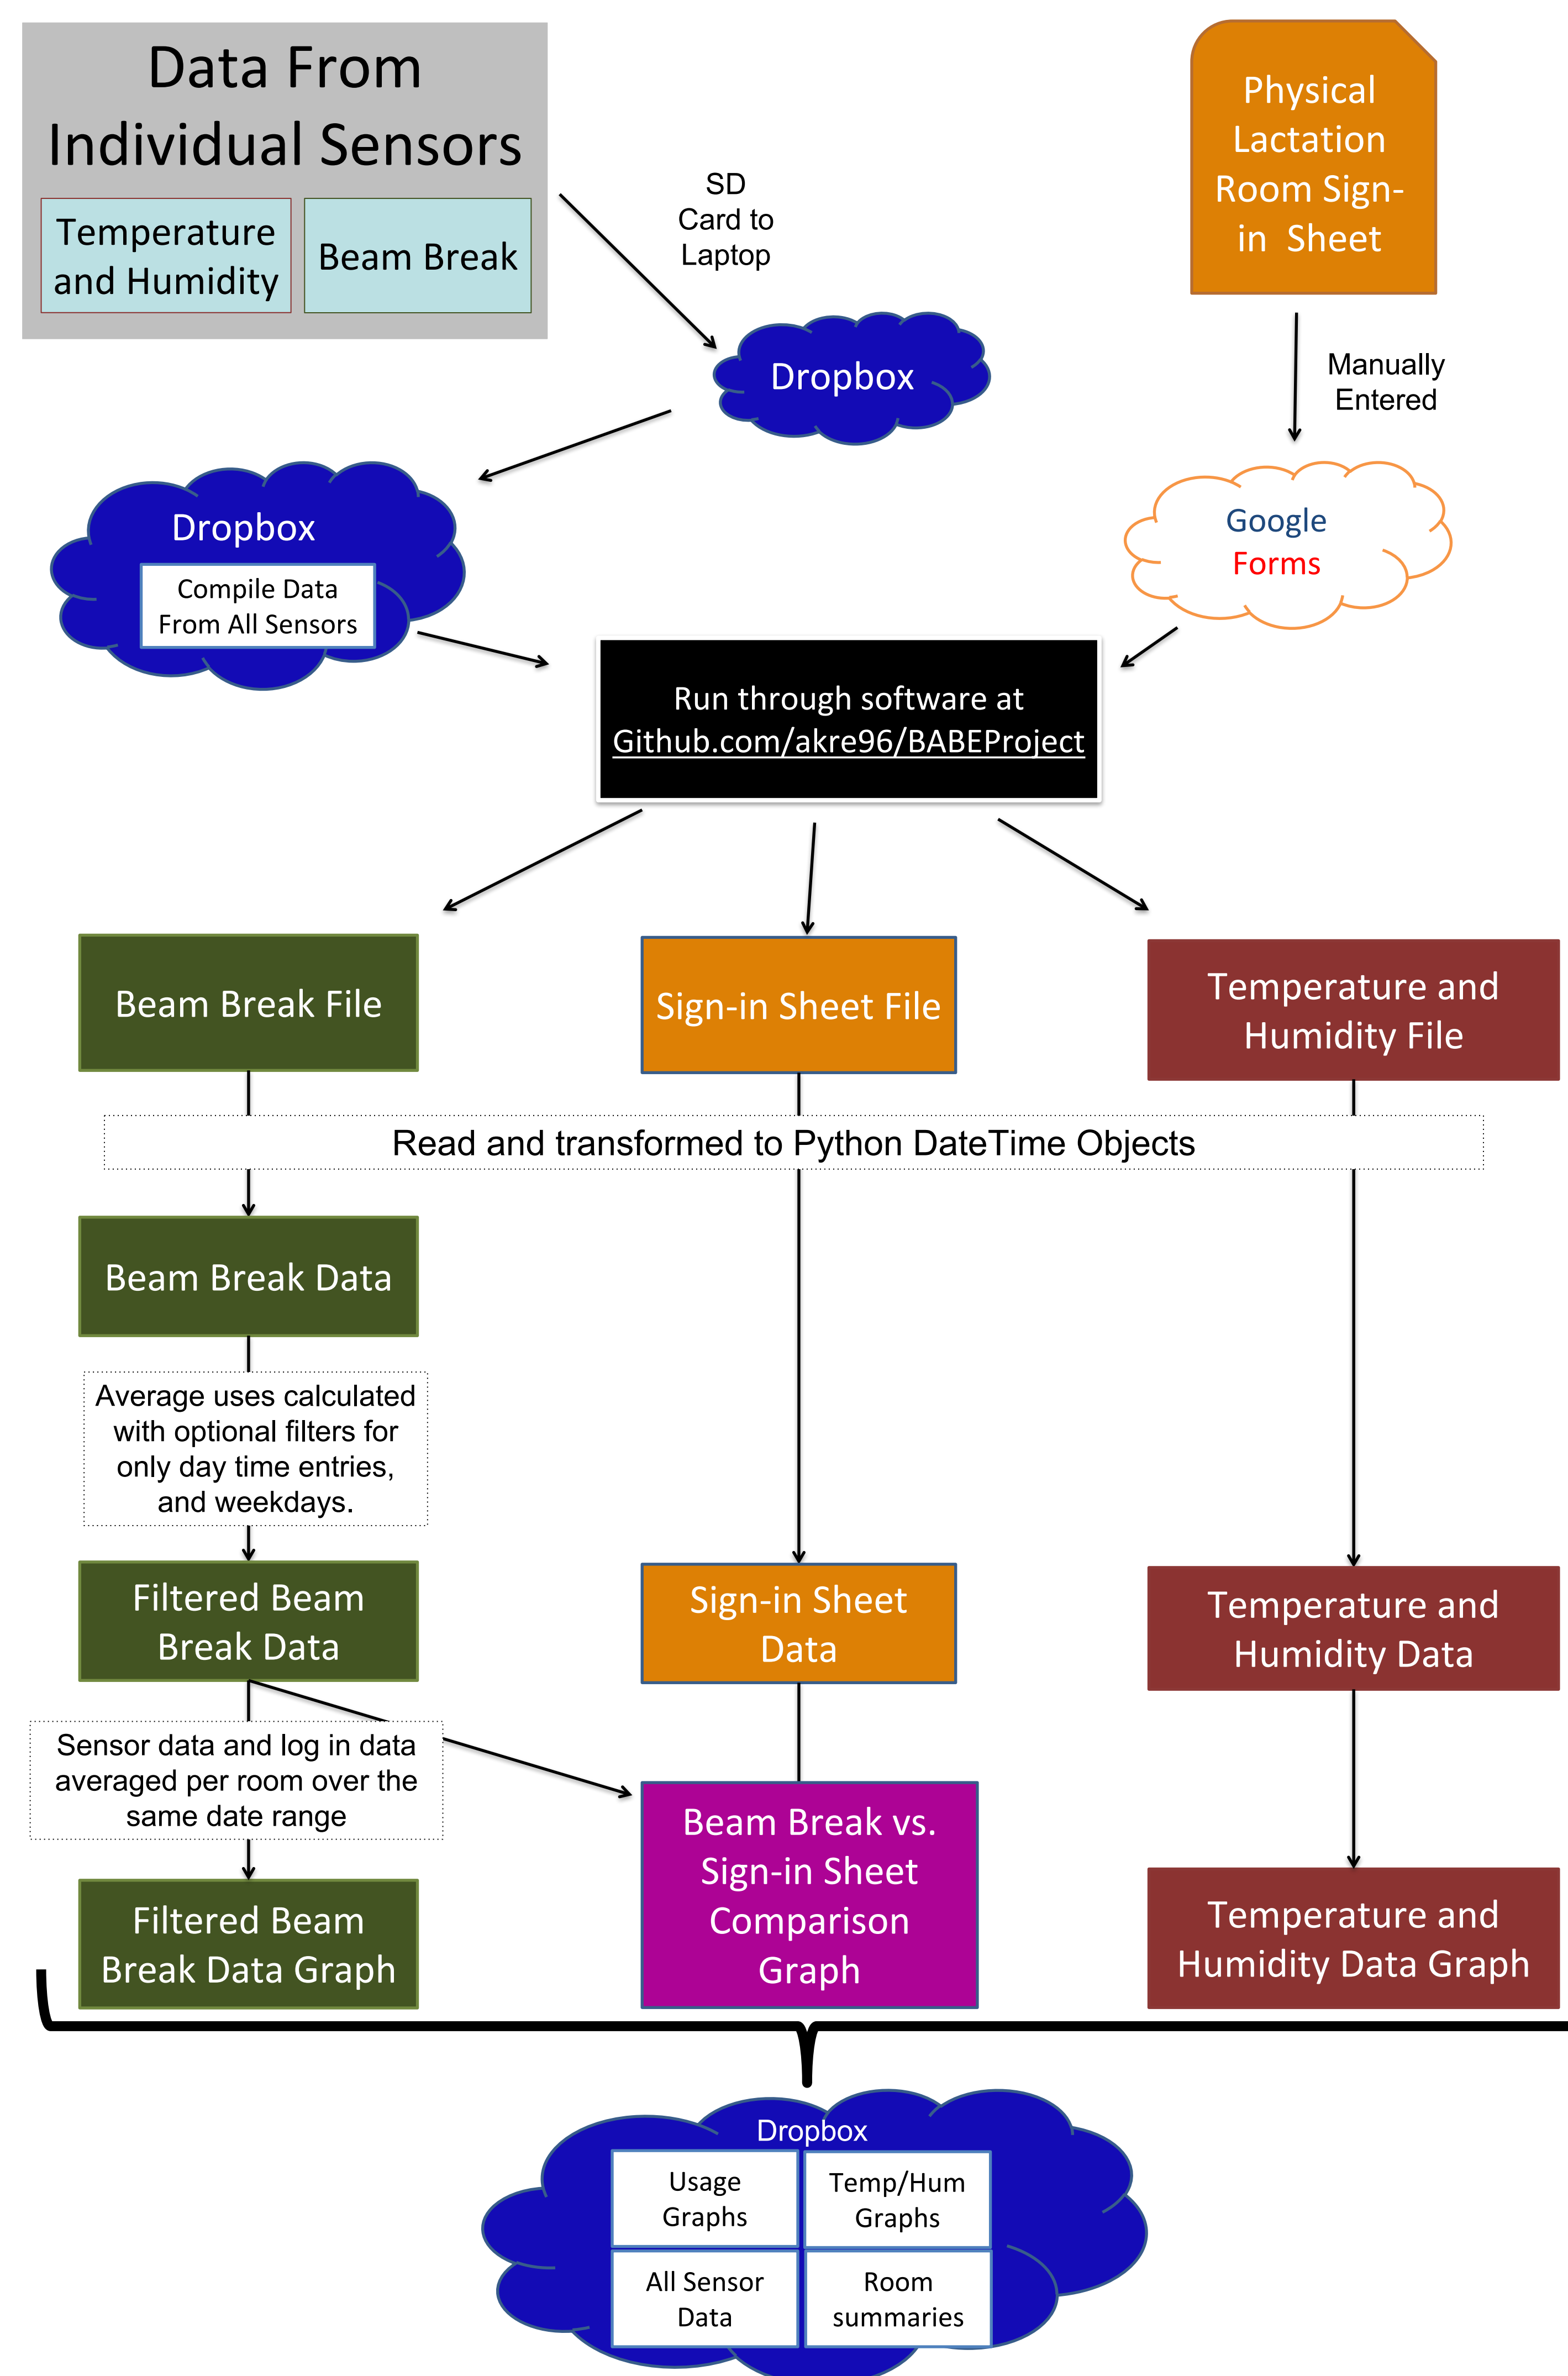 Data From
Individual Sensors
Temperature
and Humidity
Beam Break
SD
Card to
Laptop
Physical
Lactation
Room Sign-
in Sheet
Dropbox
Manually
Entered
Dropbox
Compile Data
From All Sensors
Google
Forms
Run through software at
Github.com/akre96/BABEProject
Beam Break File
Sign-in Sheet File
Temperature and
Humidity File
Read and transformed to Python DateTime Objects
Beam Break Data
Average uses calculated
with optional filters for
only day time entries,
and weekdays.
Filtered Beam
Break Data
Sign-in Sheet
Data
Temperature and
Humidity Data
Sensor data and log in data
averaged per room over the
same date range
Beam Break vs.
Sign-in Sheet
Comparison
Graph
Filtered Beam
Break Data Graph
Temperature and
Humidity Data Graph
Dropbox
Usage
Graphs
Temp/Hum
Graphs
All Sensor
Data
Room
summaries